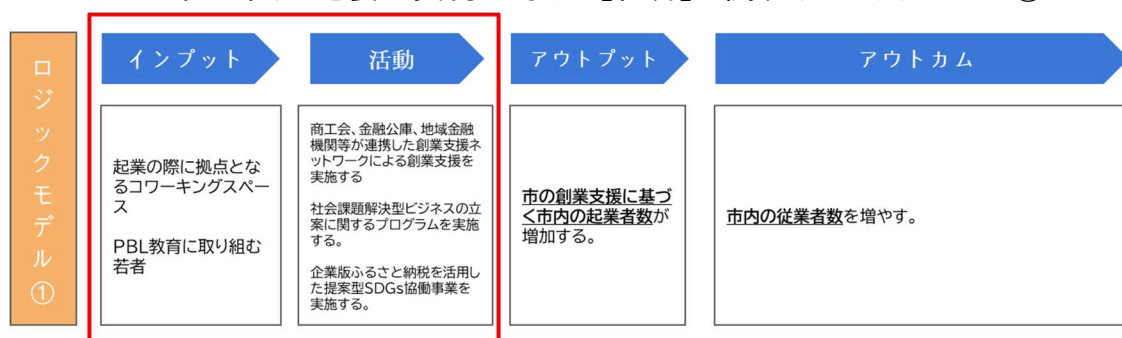 ロジックモデル①
インプット
活動
アウトプット
アウトカム
起業の際に拠点とな
るコワーキングスペー
ス
PBL教育に取り組む
若者
商工会、金融公庫、地域金融
機関等が連携した創業支援ネ
ットワークによる創業支援を
実施する
社会課題解決型ビジネスの立
案に関するプログラムを実施
する。
企業版ふるさと納税を活用し
た提案型SDGs協働事業を
実施する。
市の創業支援に基づ
く市内の起業者数が
増加する。
市内の従業者数を増やす。